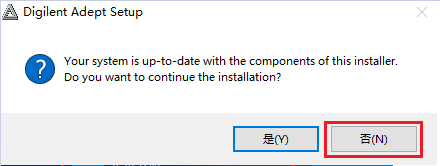 Digilent Adept Setup
Your system is up-to-date with the components of this installer.
Do you want to continue the installation?
是(Y)
否(N)